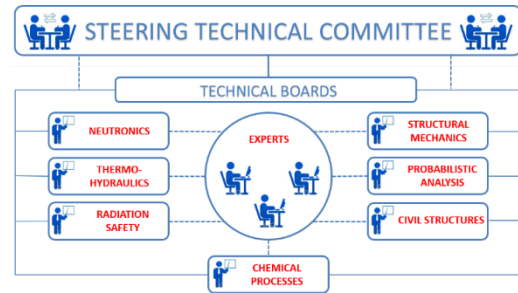 STEERING TECHNICAL COMMITTEE
TECHNICAL BOARDS
NEUTRONICS
EXPERTS
STRUCTURAL
MECHANICS
THERMO-
HYDRAULICS
PROBABILISTIC
ANALYSIS
RADIATION
SAFETY
CIVIL STRUCTURES
CHEMICAL
PROCESSES